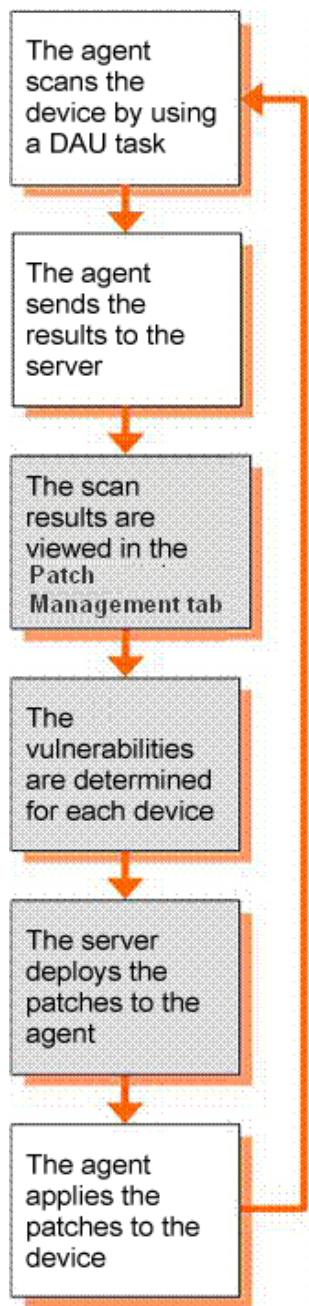 The agent
scans the
device by using
a DAU task
The agent
sends the
results to the
server
The scan
results are
viewed in the
Patch
Management tab
The
vulnerabilities
are determined
for each device
The server
deploys the
patches to the
agent
The agent
applies the
patches to the
device